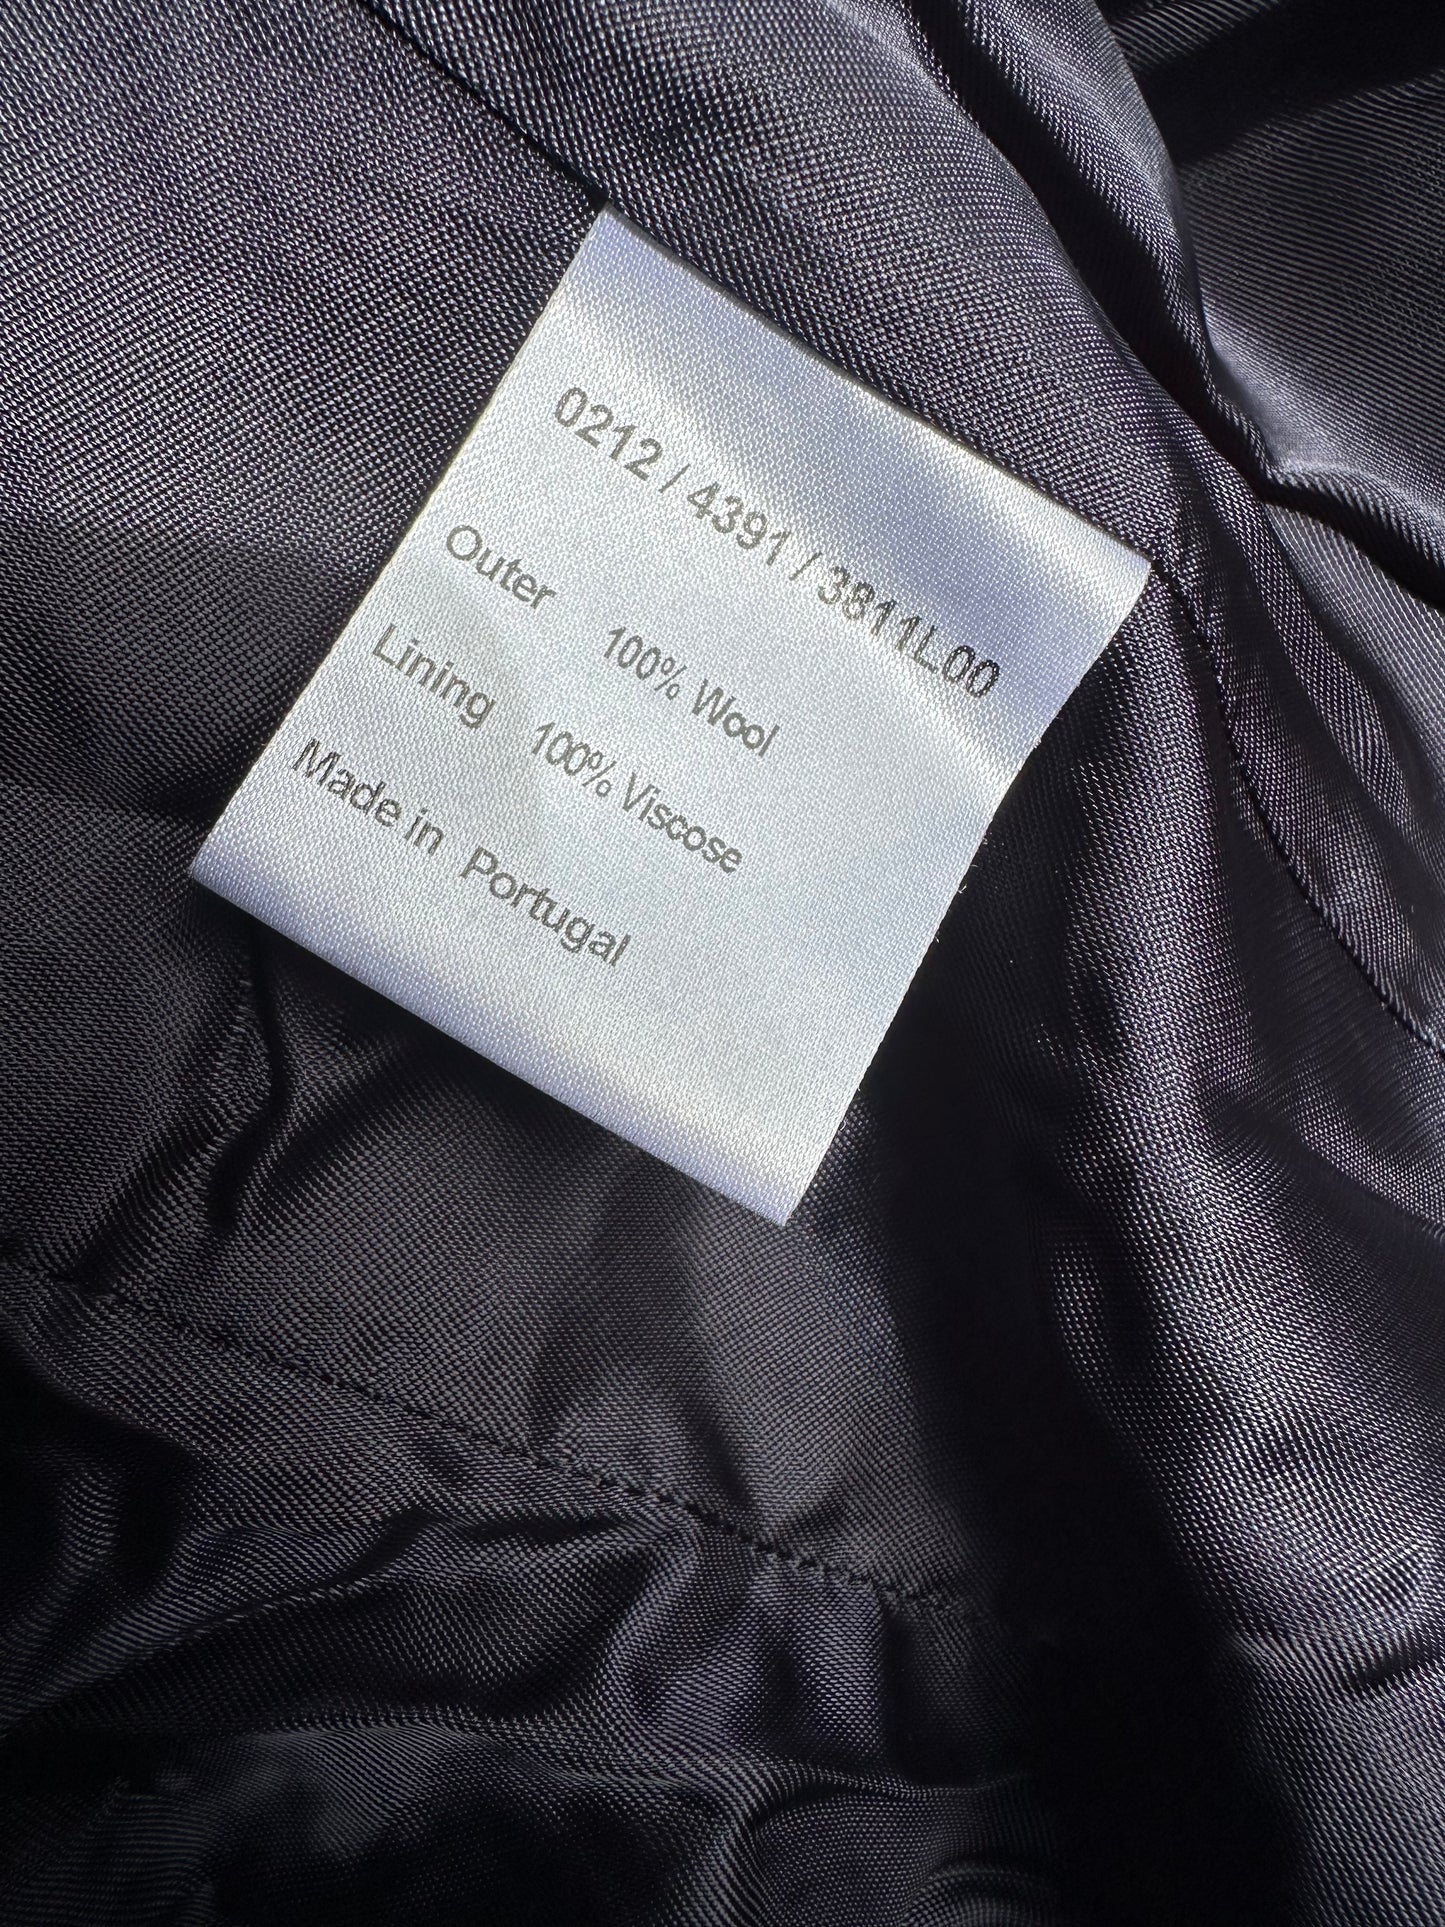 0212 / 4391 / 3811L00
Outer 100% Wool
Lining 100% Viscose
Made in Portugal